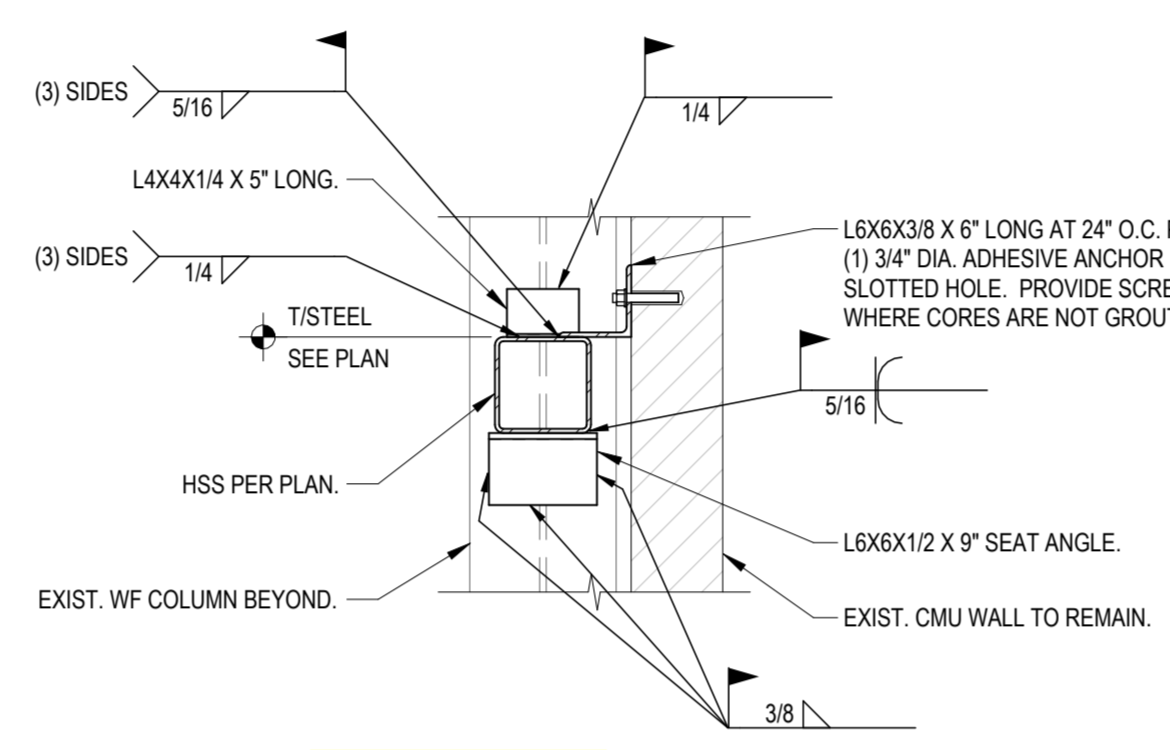 (3) SIDES
5/16
1/4
L4X4X1/4 X 5" LONG.
(3) SIDES
1/4
L6X6X3/8 X 6" LONG AT 24" O.C.
(1) 3/4" DIA. ADHESIVE ANCHOR
SLOTTED HOLE. PROVIDE
WHERE CORES ARE NOT
T/STEEL
SEE PLAN
5/16
HSS PER PLAN.
L6X6X1/2 X 9" SEAT ANGLE.
EXIST. WF COLUMN BEYOND.
EXIST. CMU WALL TO REMAIN.
3/8